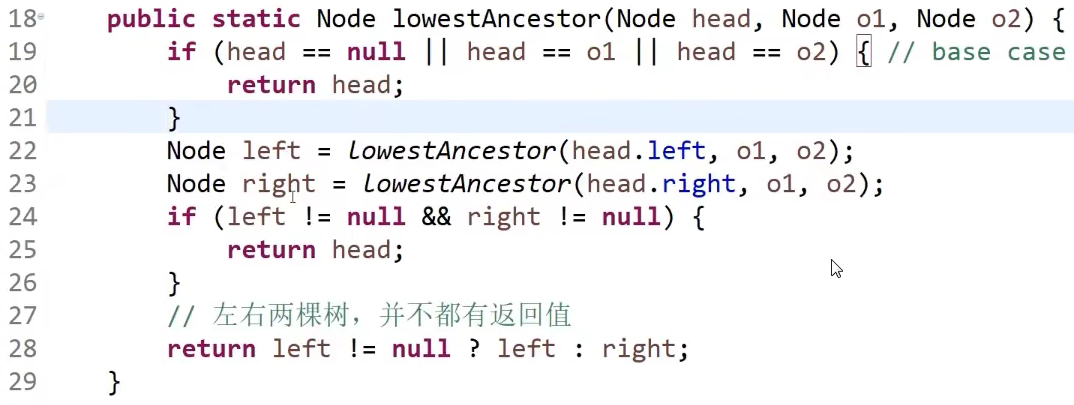 18 public static Node lowestAncestor(Node head, Node o1, Node o2) {
19 if (head == null || head == o1 || head == o2) { // base case
20 return head;
21 }
22 Node left = lowestAncestor(head.left, o1, o2);
23 Node right = lowestAncestor(head.right, o1, o2);
24 if (left != null && right != null) {
25 return head;
26 }
27 // 左右两棵树，并不都有返回值
28 return left != null ? left : right;
29 }